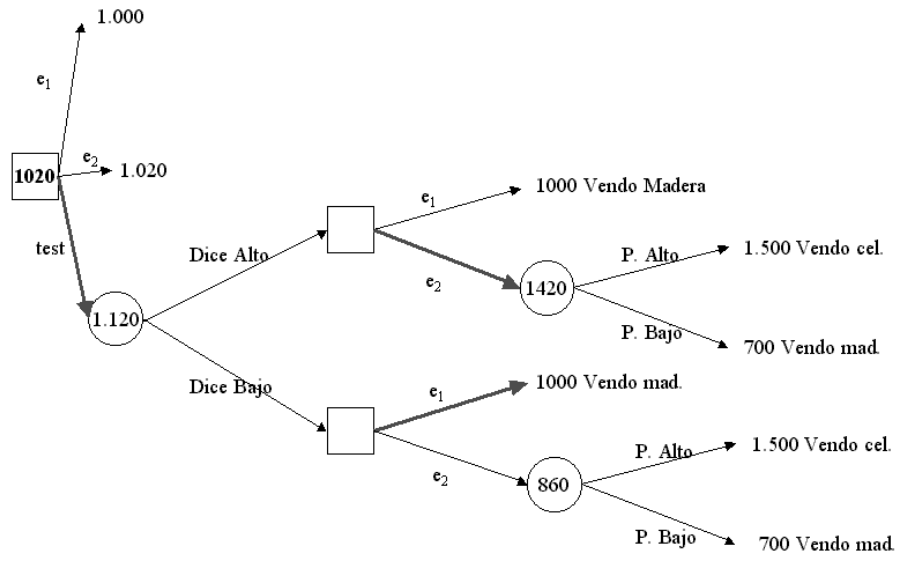 1.000
e1
1020
e2
1.020
test
1.120
Dice Alto
e1
1000 Vendo Madera
e2
1420
P. Alto
1.500 Vendo cel.
P. Bajo
700 Vendo mad.
Dice Bajo
e1
1000 Vendo mad.
e2
860
P. Alto
1.500 Vendo cel.
P. Bajo
700 Vendo mad.